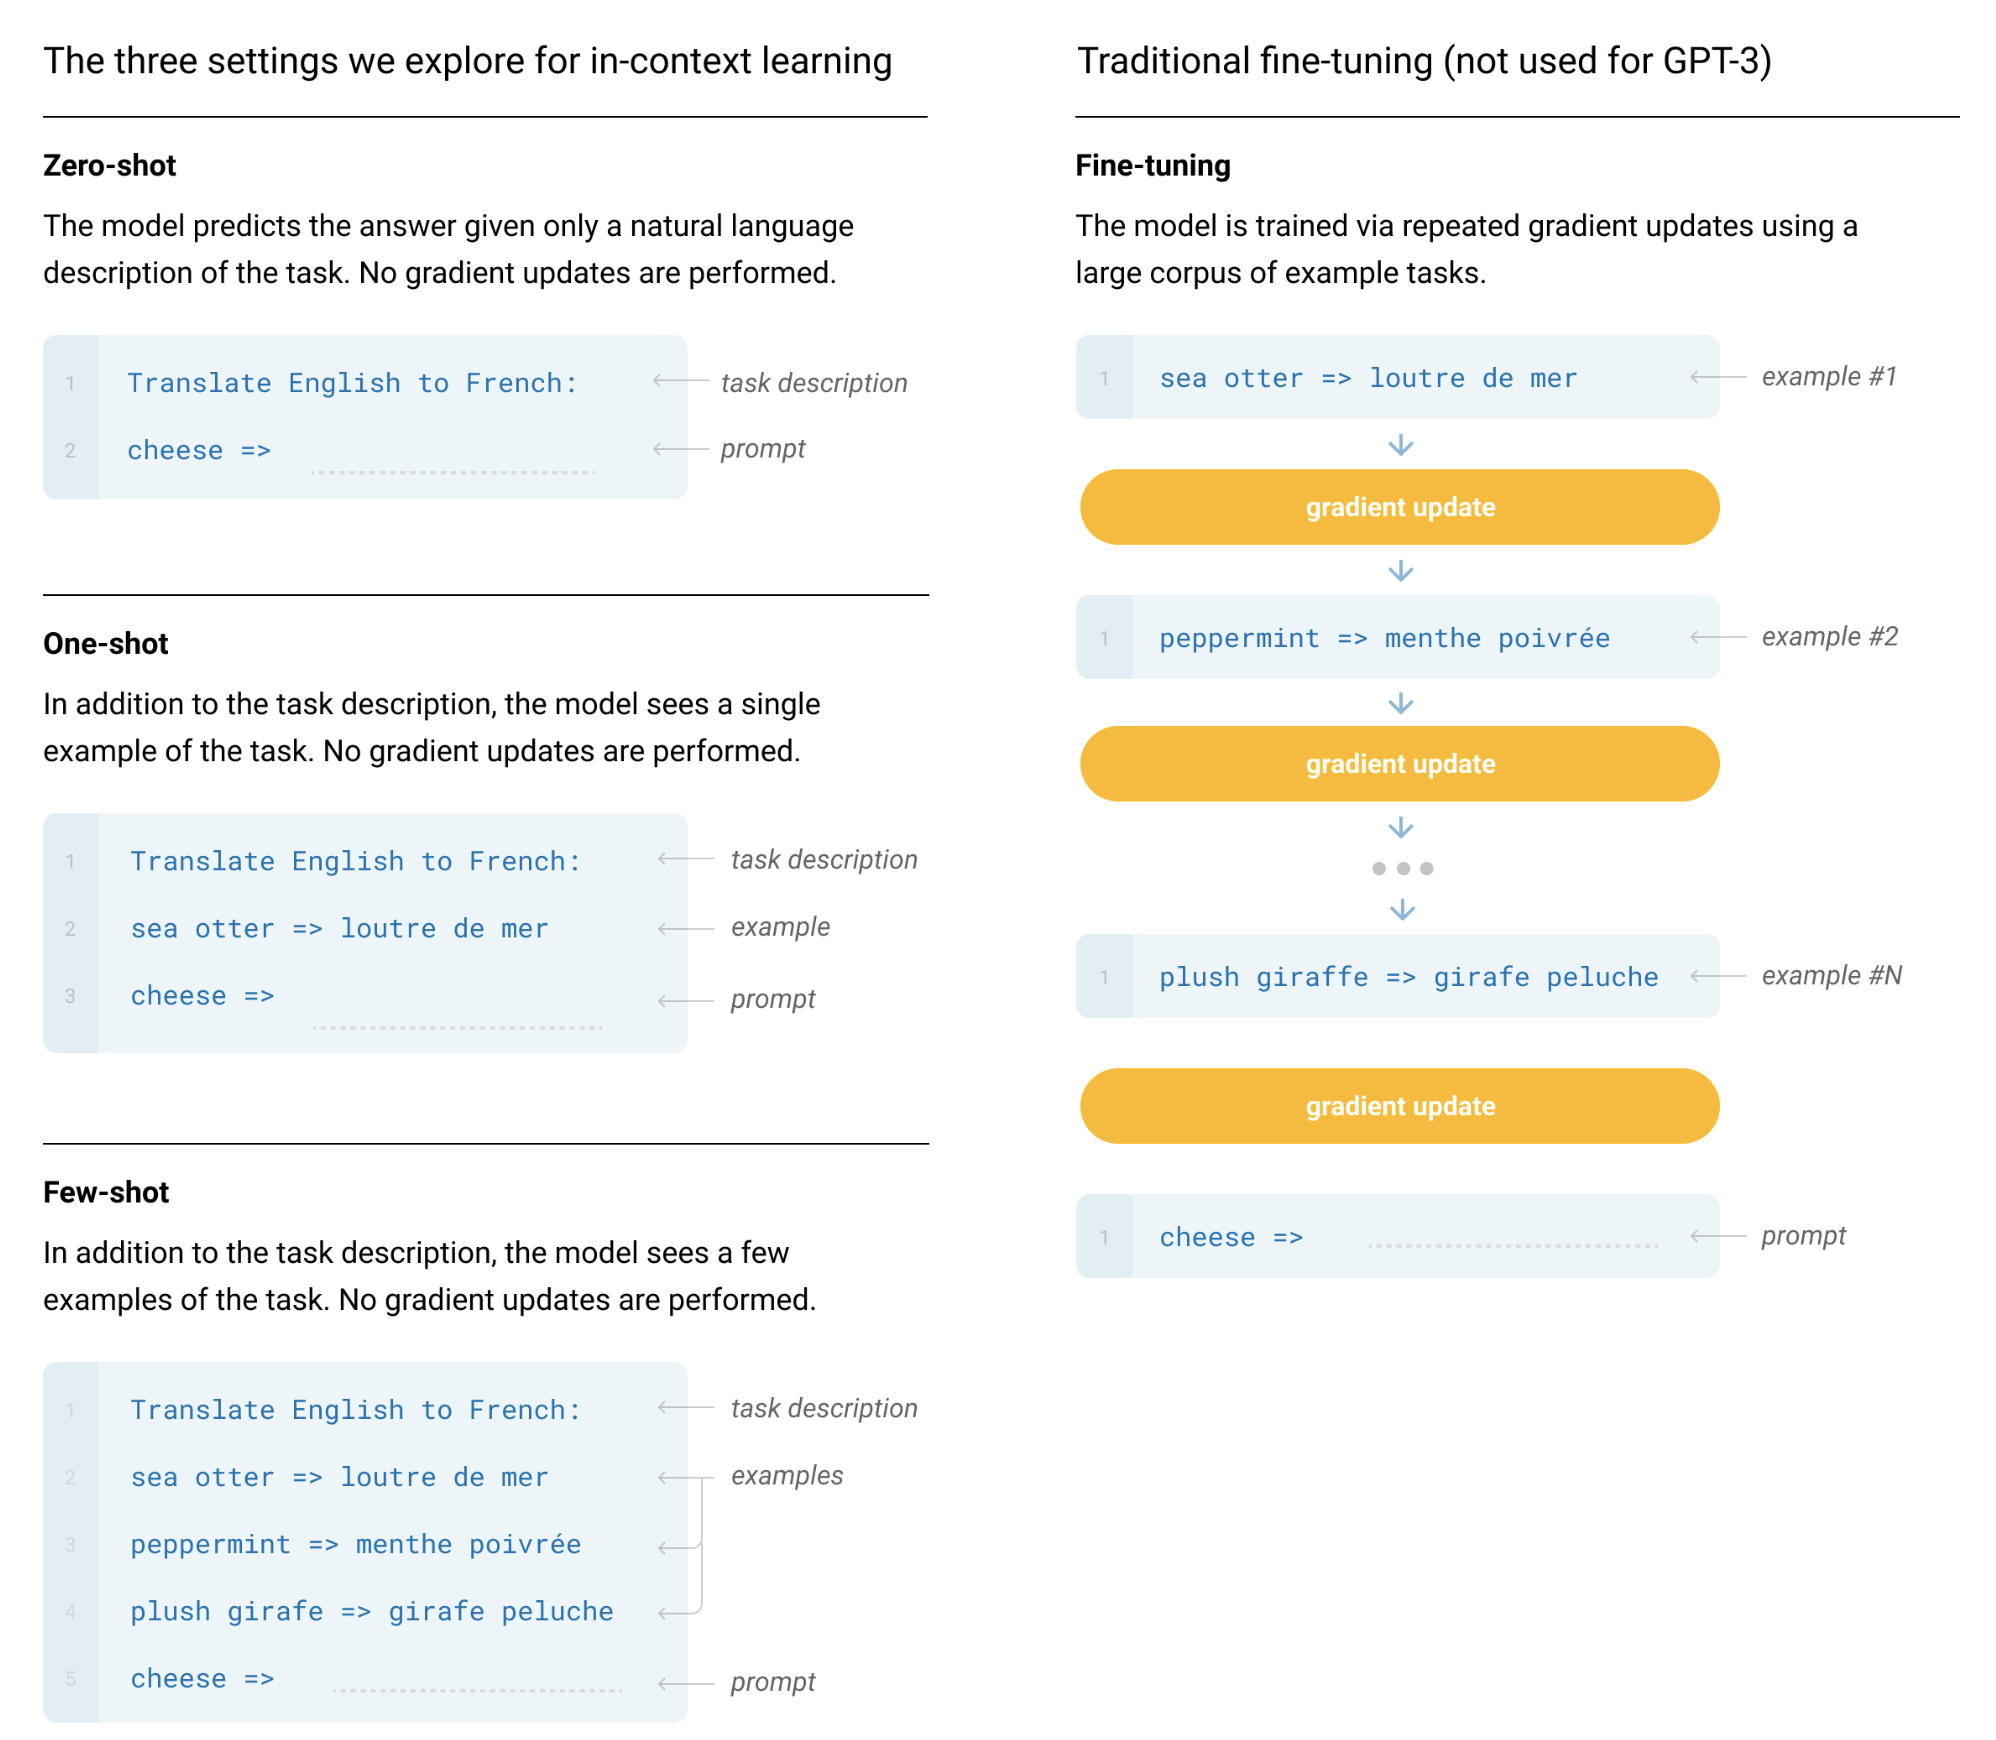 The three settings we explore for in-context learning
Zero-shot
The model predicts the answer given only a natural language
description of the task. No gradient updates are performed.
1 Translate English to French: task description
2 cheese => prompt
One-shot
In addition to the task description, the model sees a single
example of the task. No gradient updates are performed.
1 Translate English to French: task description
2 sea otter => loutre de mer example
3 cheese => prompt
Few-shot
In addition to the task description, the model sees a few
examples of the task. No gradient updates are performed.
1 Translate English to French: task description
2 sea otter => loutre de mer examples
3 peppermint => menthe poivrée
4 plush girafe => girafe peluche
5 cheese => prompt
Traditional fine-tuning (not used for GPT-3)
Fine-tuning
The model is trained via repeated gradient updates using a
large corpus of example tasks.
1 sea otter => loutre de mer example #1
gradient update
1 peppermint => menthe poivrée example #2
gradient update
1 plush giraffe => girafe peluche example #N
gradient update
1 cheese => prompt